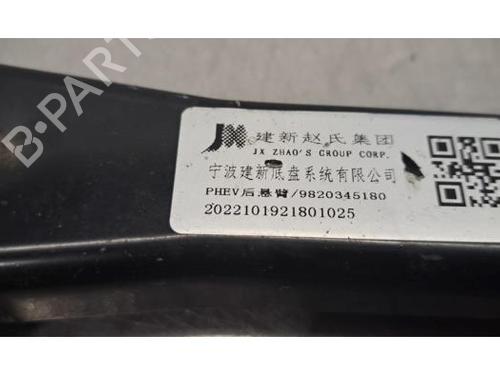 B-PARTS
JX 建新赵氏集团
JX ZHAO'S GROUP CORP.
宁波建新底盘系统有限公司
PHEV后悬臂/9820345180
2022101921801025